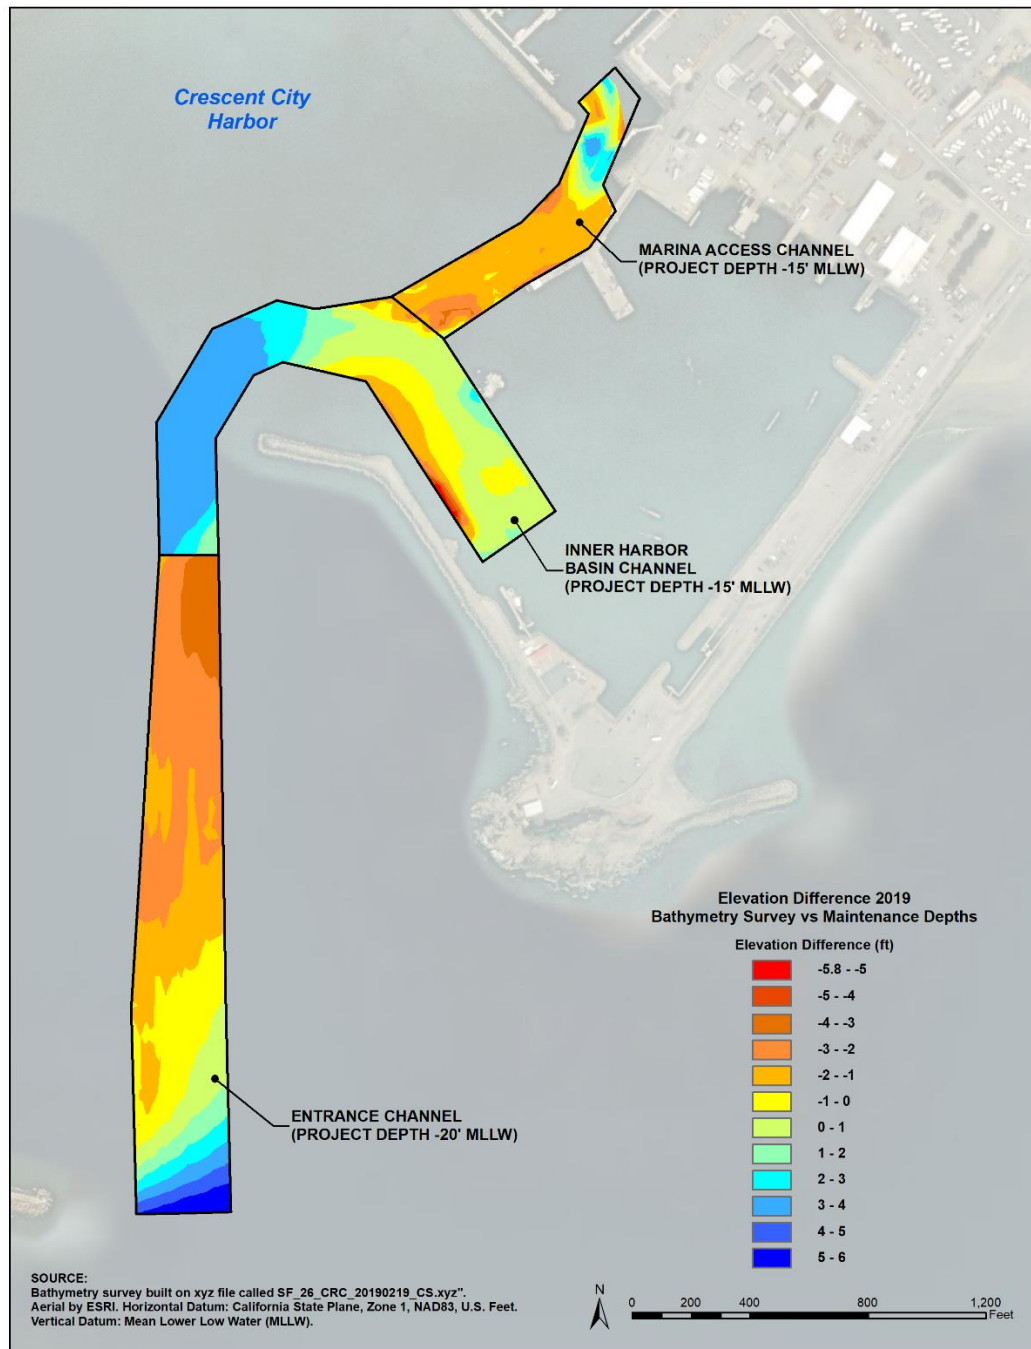 Crescent City
Harbor
MARINA ACCESS CHANNEL
(PROJECT DEPTH -15' MLLW)
INNER HARBOR
BASIN CHANNEL
(PROJECT DEPTH -15' MLLW)
ENTRANCE CHANNEL
(PROJECT DEPTH -20' MLLW)
Elevation Difference 2019
Bathymetry Survey vs Maintenance Depths
Elevation Difference (ft)
-5.8 - -5
-5 - -4
-4 - -3
-3 - -2
-2 - -1
-1 - 0
0 - 1
1 - 2
2 - 3
3 - 4
4 - 5
5 - 6
SOURCE:
Bathymetry survey built on xyz file called SF_26_CRC_20190219_CS.xyz".
Aerial by ESRI. Horizontal Datum: California State Plane, Zone 1, NAD83, U.S. Feet.
Vertical Datum: Mean Lower Low Water (MLLW).
N
0 200 400 800 1,200
Feet